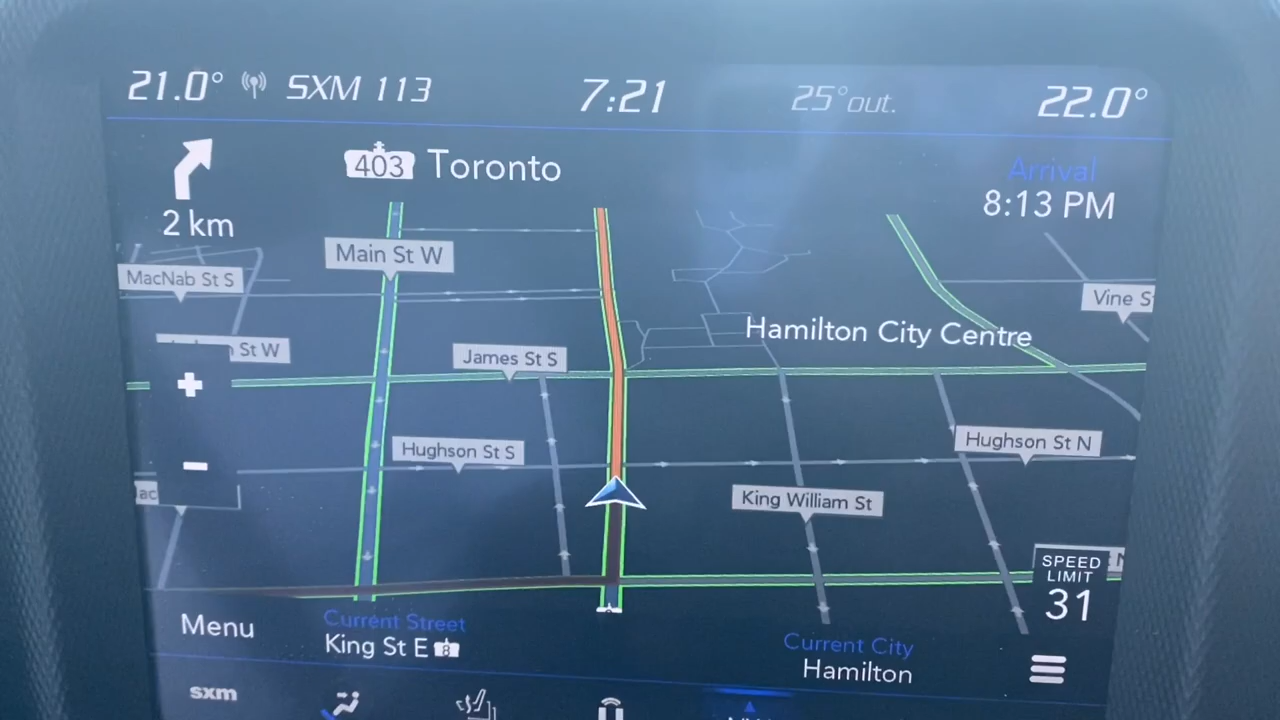 21.0° SXM 113 7:21 25° out. 22.0°
403 Toronto
Arrival
8:13 PM
2 km
Main St W
MacNab St S
Vine S
St W
Hamilton City Centre
James St S
Hughson St S
Hughson St N
King William St
SPEED
LIMIT
31
Menu
Current Street
King St E 8
Current City
Hamilton
sxm